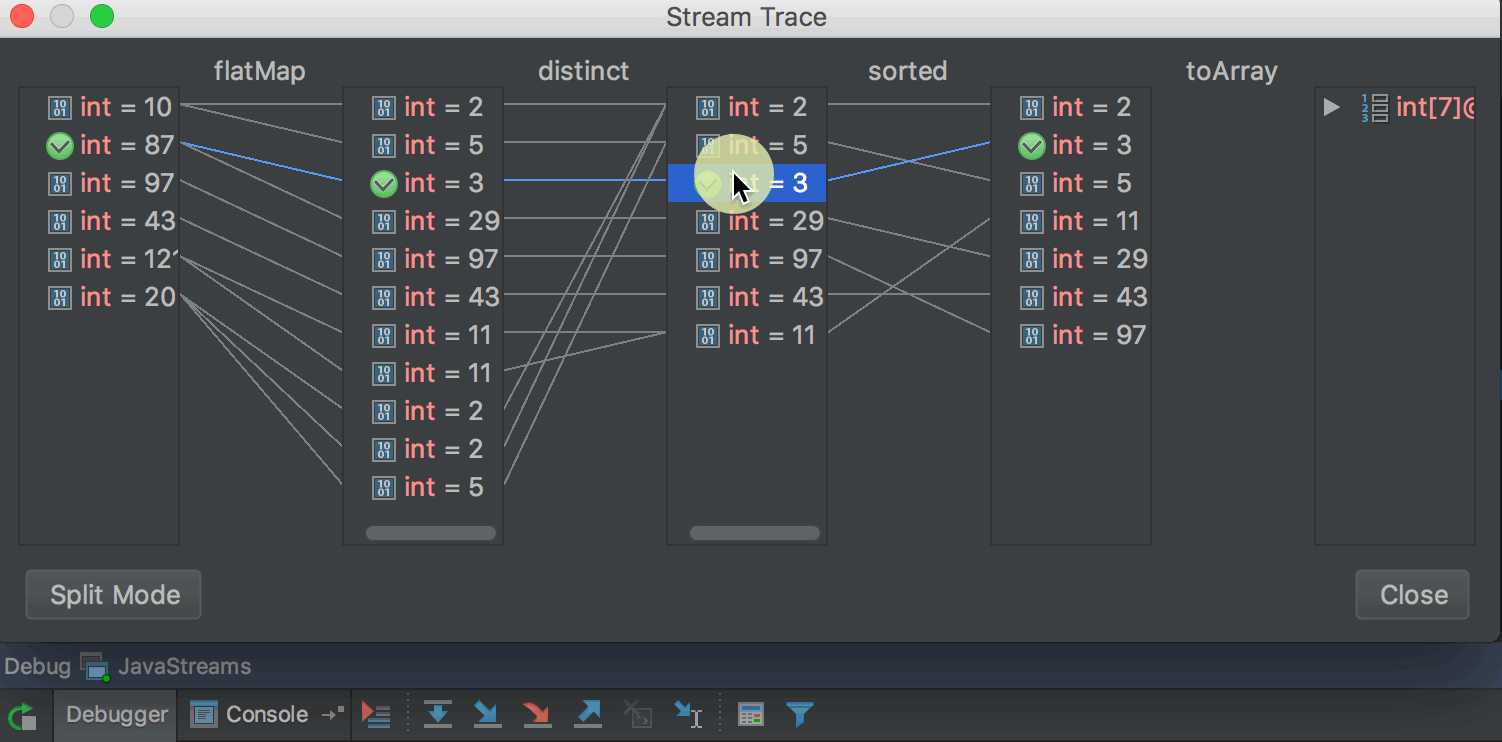 Stream Trace
flatMap distinct sorted toArray
int = 10 int = 2 int = 2 int = 2 int[7]@
int = 87 int = 5 int = 5 int = 3
int = 97 int = 3 = 3 int = 5
int = 43 int = 29 int = 29 int = 11
int = 12 int = 97 int = 97 int = 29
int = 20 int = 43 int = 43 int = 43
int = 11 int = 11 int = 97
int = 11
int = 2
int = 2
int = 5
Split Mode Close
Debug JavaStreams
Debugger Console